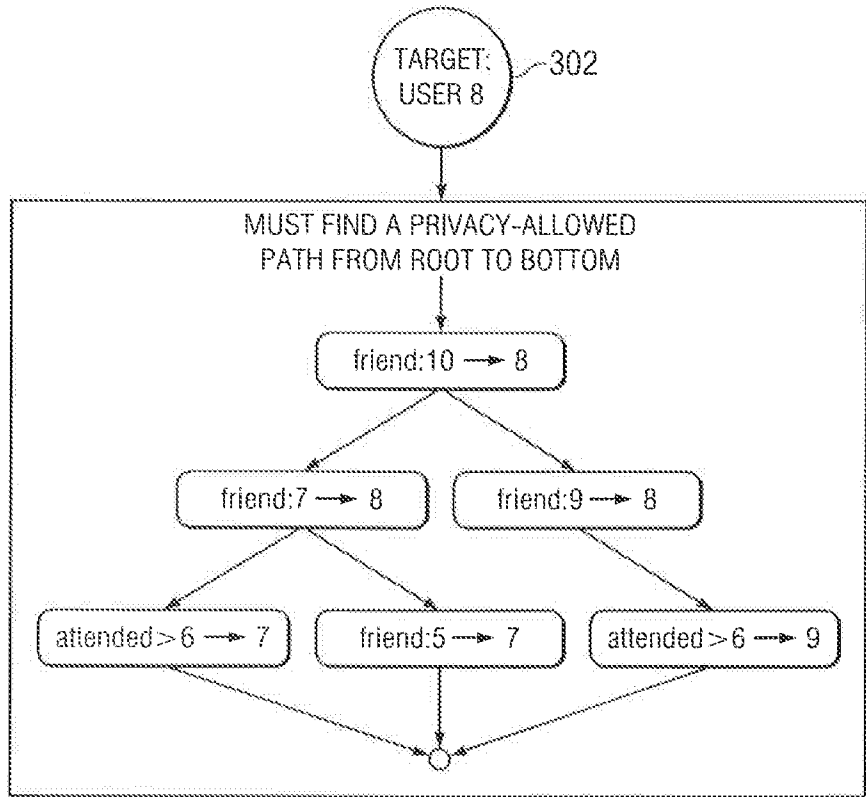 TARGET:
USER 8
302
MUST FIND A PRIVACY-ALLOWED
PATH FROM ROOT TO BOTTOM
friend:10 → 8
friend:7 → 8
friend:9 → 8
attended>6 → 7
friend:5 → 7
attended>6 → 9